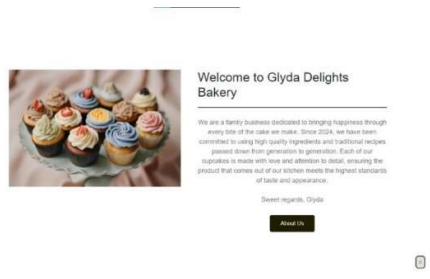 Welcome to Glyda Delights
Bakery
We are a family business dedicated to bringing happiness through
every bite of the cake we make. Since 2024, we have been
committed to using high quality ingredients and traditional recipes
passed down from generation to generation. Each of our
cupcakes is made with love and attention to detail, ensuring the
product that comes out of our kitchen meets the highest standards
of taste and appearance.
Sweet regards, Glyda
About Us